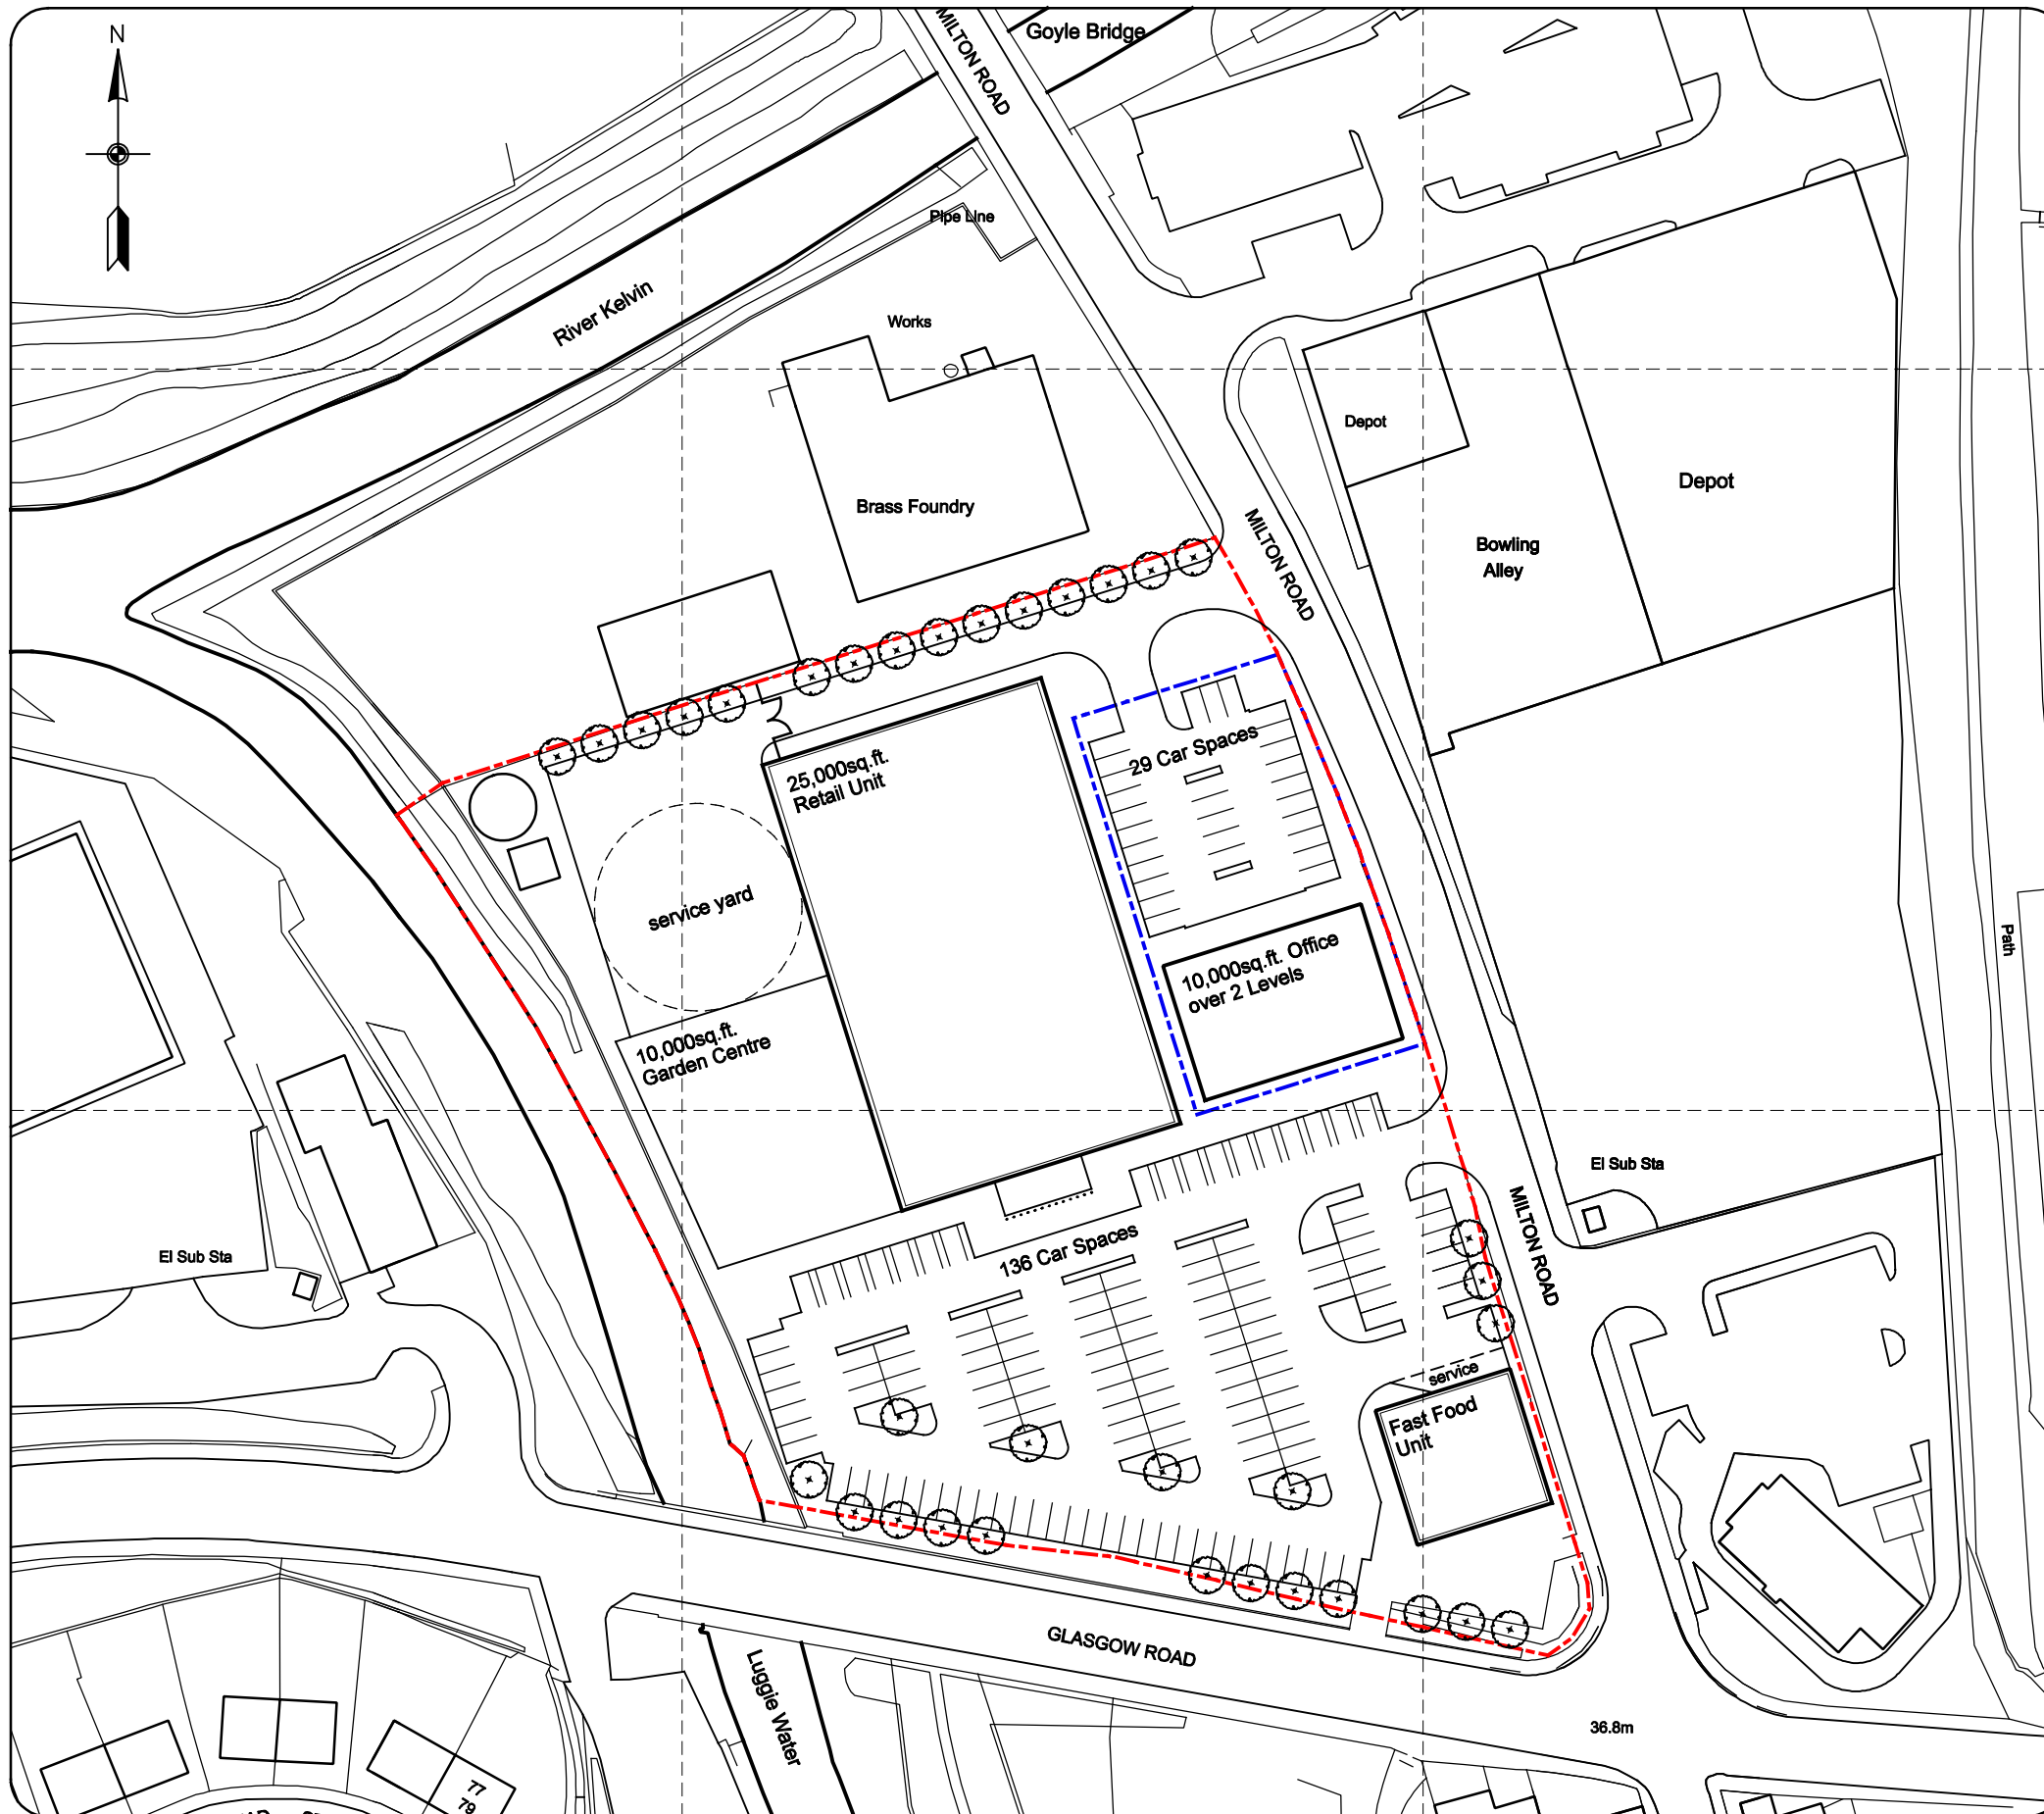 N
MILTON ROAD
Goyle Bridge
Pipe Line
River Kelvin
Works
Depot
Depot
Brass Foundry
MILTON ROAD
Bowling
Alley
29 Car Spaces
25,000sq.ft.
Retail Unit
service yard
Path
10,000sq.ft. Office
over 2 Levels
10,000sq.ft.
Garden Centre
El Sub Sta
MILTON ROAD
El Sub Sta
136 Car Spaces
service
Fast Food
Unit
GLASGOW ROAD
Luggie Water
36.8m
77
79